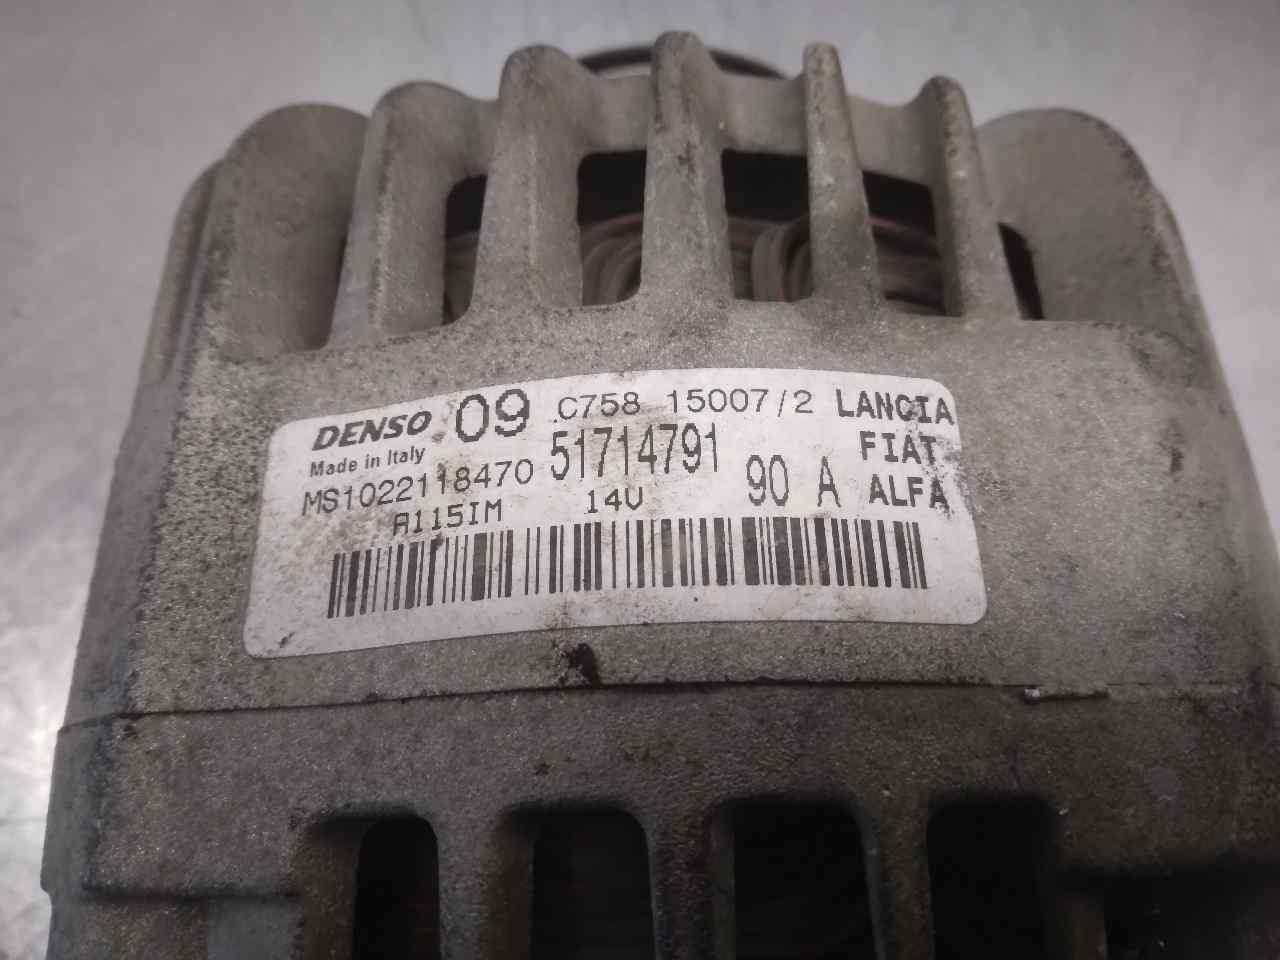 DENSO 09 C758 15007/2 LANCIA
Made in Italy 51714791 FIAT
MS1022118470 90 A ALFA
A115IM 14V